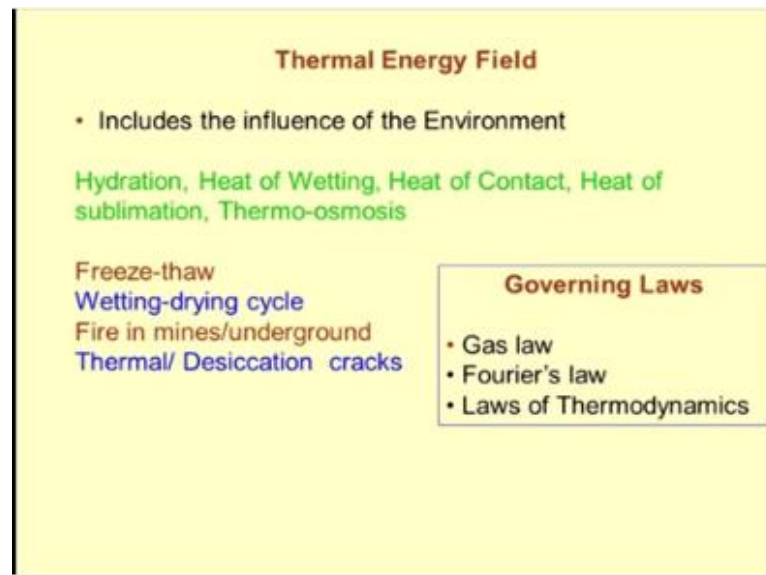 Thermal Energy Field
• Includes the influence of the Environment
Hydration, Heat of Wetting, Heat of Contact, Heat of
sublimation, Thermo-osmosis
Freeze-thaw
Wetting-drying cycle
Fire in mines/underground
Thermal/ Desiccation cracks
Governing Laws
• Gas law
• Fourier's law
• Laws of Thermodynamics